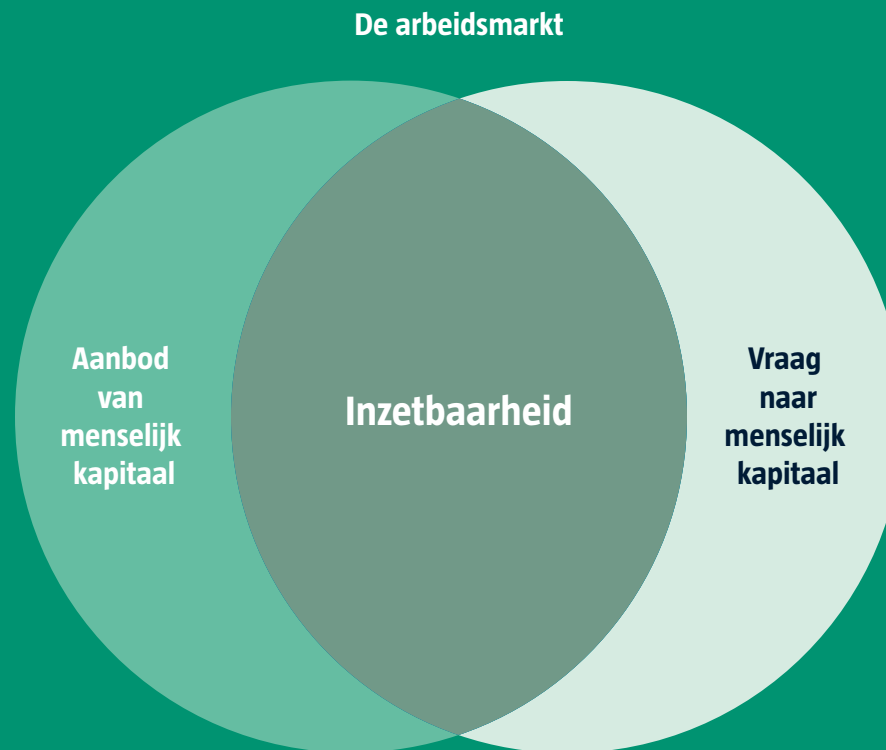 De arbeidsmarkt
Aanbod
van
menselijk
kapitaal
Inzetbaarheid
Vraag
naar
menselijk
kapitaal